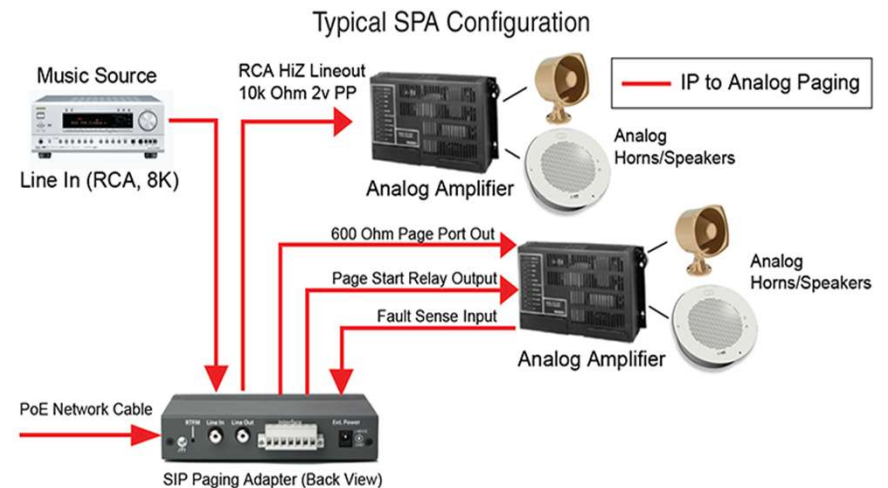 Typical SPA Configuration
Music Source
Line In (RCA, 8K)
RCA HiZ Lineout
10k Ohm 2v PP
Analog Amplifier
Analog
Horns/Speakers
IP to Analog Paging
600 Ohm Page Port Out
Page Start Relay Output
Fault Sense Input
Analog Amplifier
Analog
Horns/Speakers
PoE Network Cable
RTFM
Line In
Line Out
Interface
Ext. Power
SIP Paging Adapter (Back View)